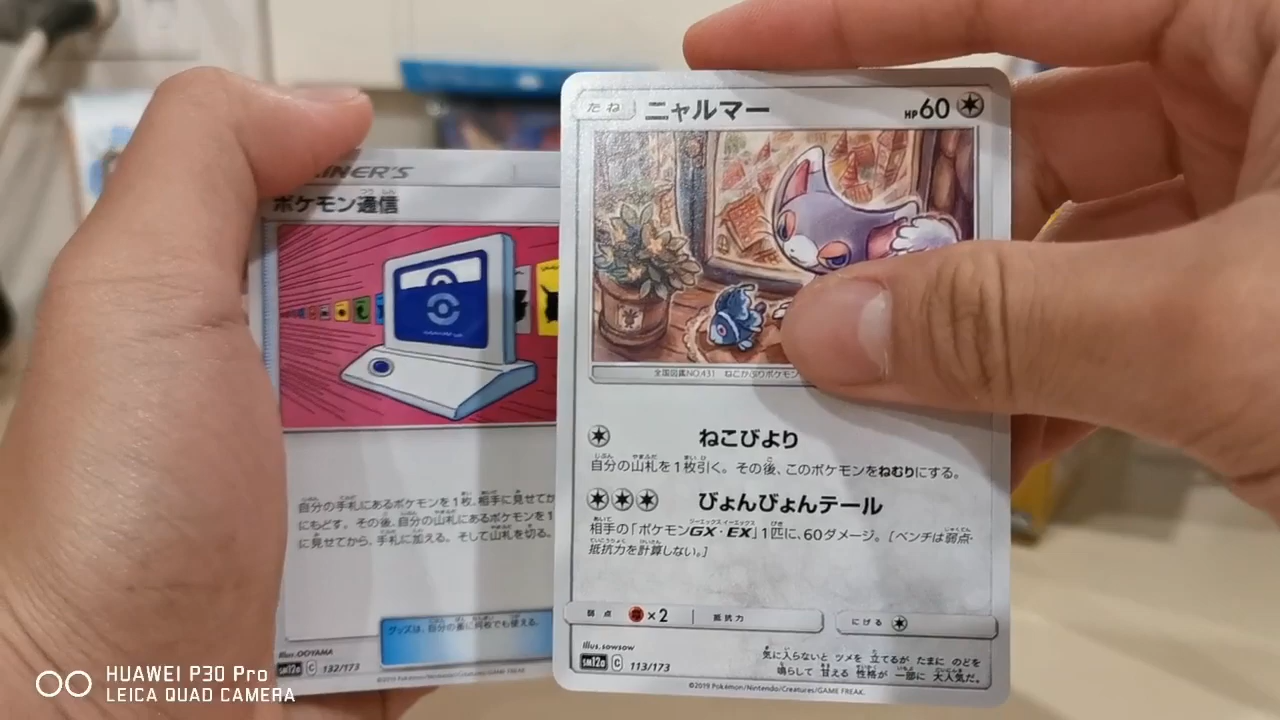 INER'S
ポケモン通信
自分の手札にあるポケモンを1枚、相手に見せてか
にもどす。その後、自分の山札にあるポケモンを1
に見せてから、手札に加える。そして山札を切る。
グッズは、自分の番に何枚でも使える。
Illus.OOYAMA
sm12a C 132/173
©2019 Pokémon/Nintendo/Creatures/GAME FREAK.
たね ニャルマー HP60
全国図鑑NO.431 ねこかぶりポケモン
ねこびより
自分の山札を1枚引く。その後、このポケモンをねむりにする。
びょんびょんテール
相手の「ポケモンGX・EX」1匹に、60ダメージ。[ベンチは弱点・
抵抗力を計算しない。]
弱点 ×2 抵抗力 にげる
Illus.sowsow
sm12a C 113/173
気に入らないと ツメを 立てるが たまに のどを
鳴らして 甘える 性格が 一部に 大人気だ。
©2019 Pokémon/Nintendo/Creatures/GAME FREAK.
HUAWEI P30 Pro
LEICA QUAD CAMERA